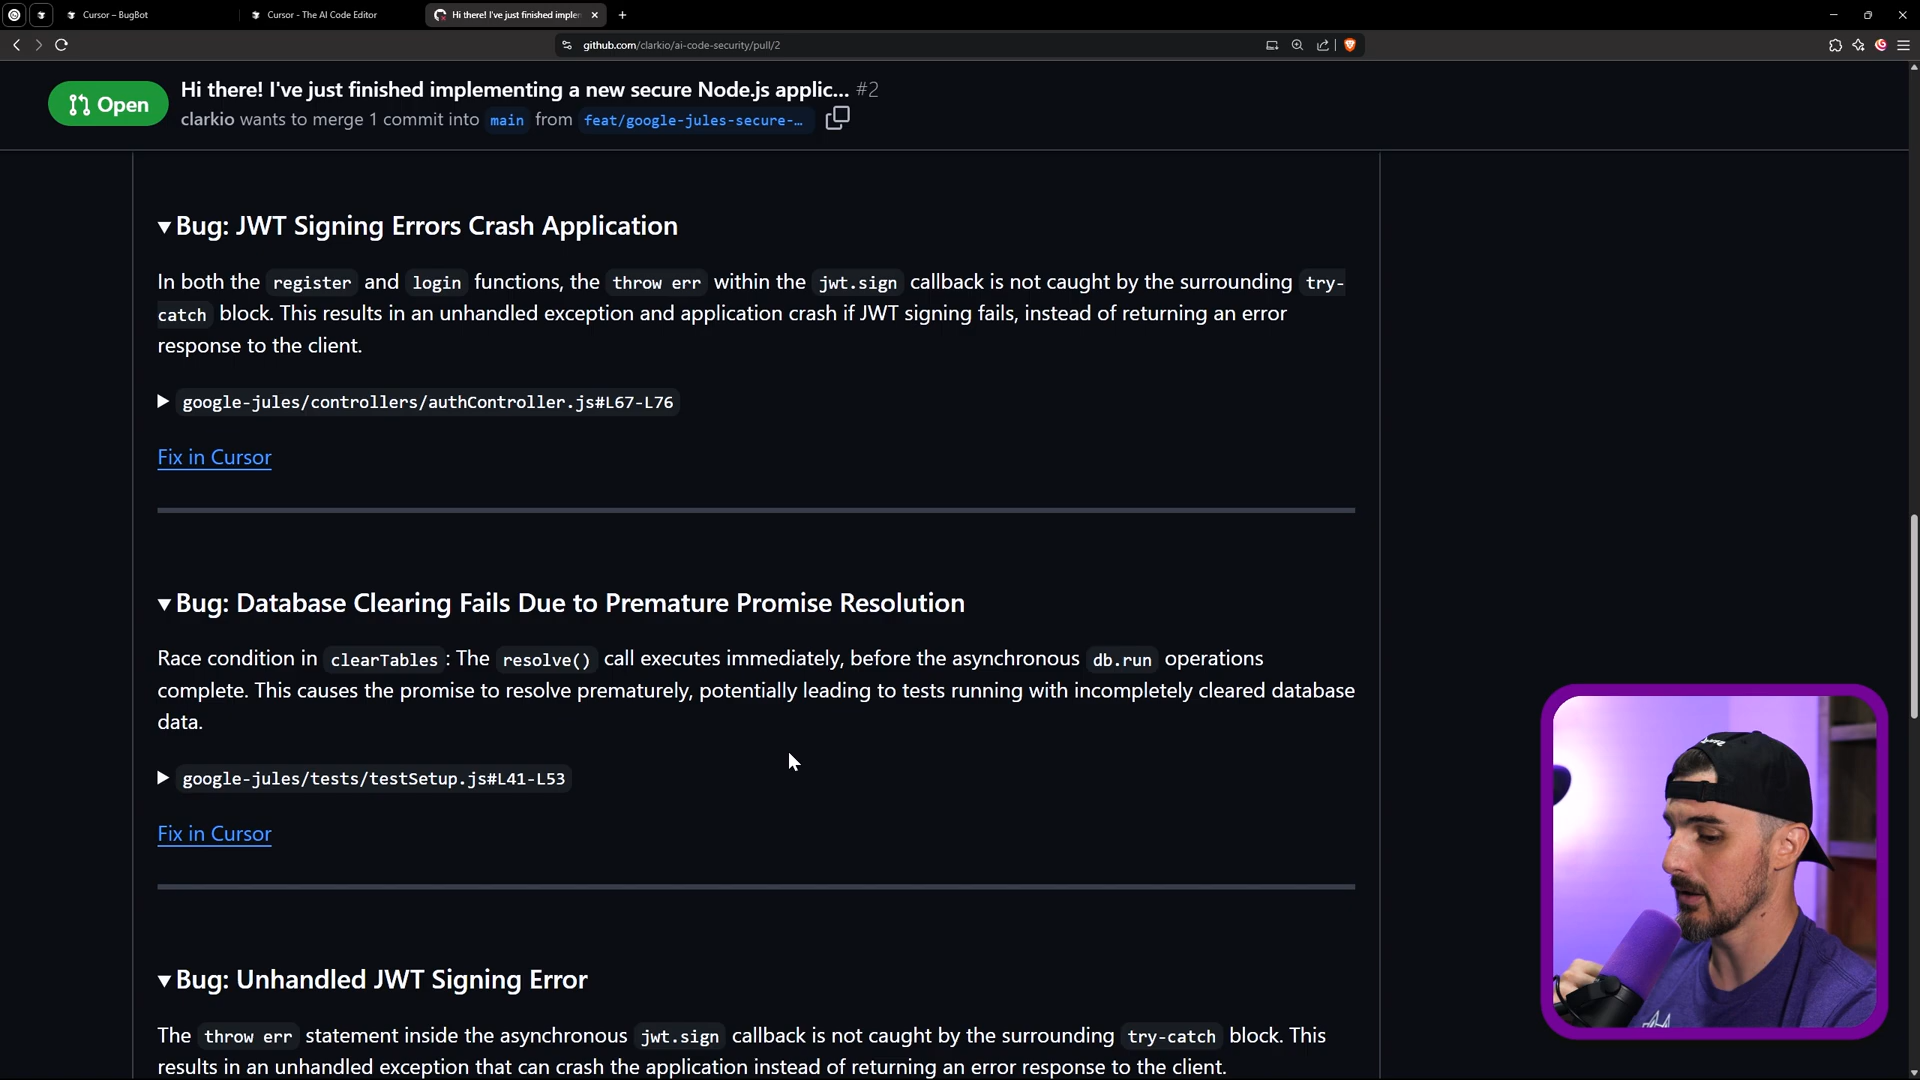 Cursor – BugBot
Cursor - The AI Code Editor
Hi there! I've just finished implem
github.com/clarkio/ai-code-security/pull/2
Open
Hi there! I've just finished implementing a new secure Node.js applic... #2
clarkio wants to merge 1 commit into main from feat/google-jules-secure-…
Bug: JWT Signing Errors Crash Application
In both the register and login functions, the throw err within the jwt.sign callback is not caught by the surrounding try-
catch block. This results in an unhandled exception and application crash if JWT signing fails, instead of returning an error
response to the client.
google-jules/controllers/authController.js#L67-L76
Fix in Cursor
Bug: Database Clearing Fails Due to Premature Promise Resolution
Race condition in clearTables : The resolve() call executes immediately, before the asynchronous db.run operations
complete. This causes the promise to resolve prematurely, potentially leading to tests running with incompletely cleared database
data.
google-jules/tests/testSetup.js#L41-L53
Fix in Cursor
Bug: Unhandled JWT Signing Error
The throw err statement inside the asynchronous jwt.sign callback is not caught by the surrounding try-catch block. This
results in an unhandled exception that can crash the application instead of returning an error response to the client.